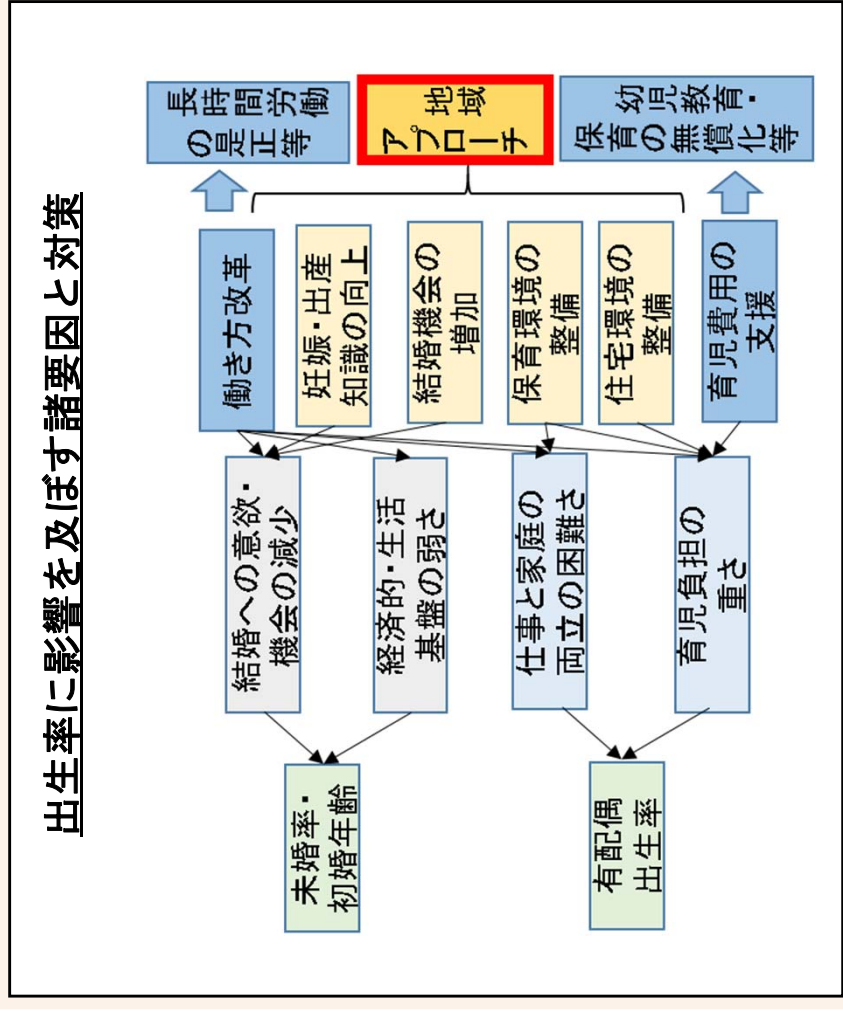 出生率に影響を及ぼす諸要因と対策
未婚率・
初婚年齢
有配偶
出生率
結婚への意欲・
機会の減少
経済的・生活
基盤の弱さ
仕事と家庭の
両立の困難さ
育児負担の
重さ
働き方改革
妊娠・出産
知識の向上
結婚機会の
増加
保育環境の
整備
住宅環境の
整備
育児費用の
支援
長時間労働
の是正等
地域
アプローチ
幼児教育・
保育の無償化等